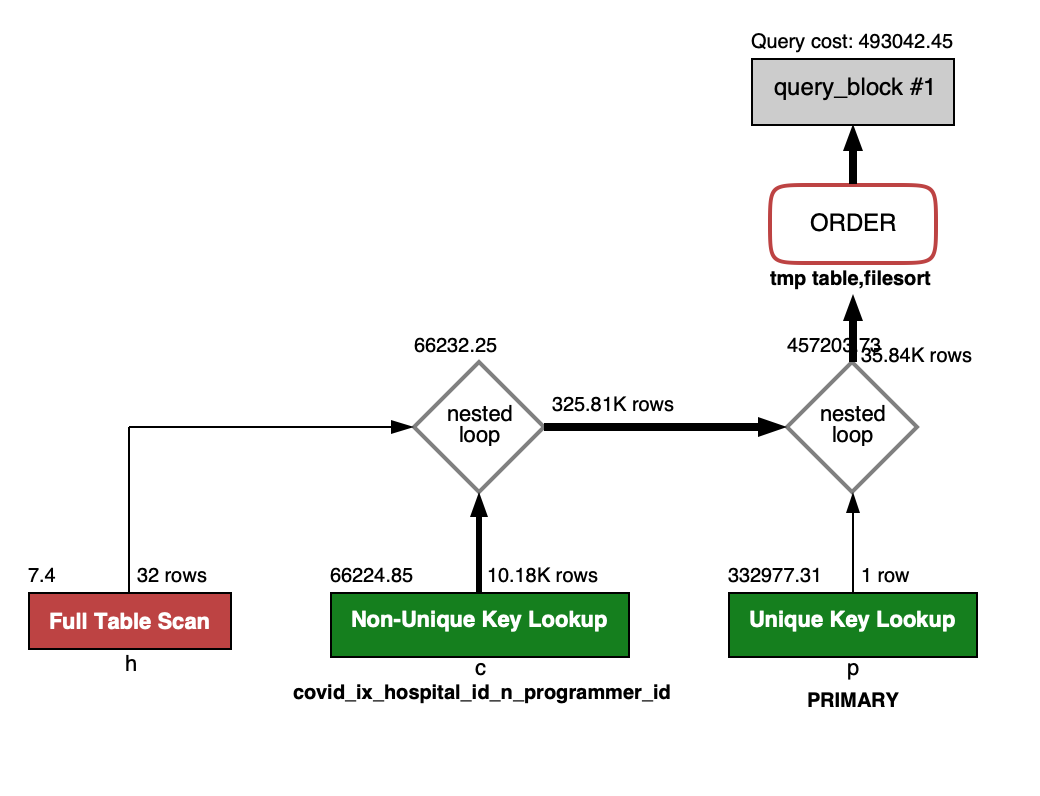 Query cost: 493042.45
query_block #1
ORDER
tmp table,filesort
66232.25
457203.73
35.84K rows
nested
loop
325.81K rows
nested
loop
7.4
32 rows
66224.85
10.18K rows
332977.31
1 row
Full Table Scan
Non-Unique Key Lookup
Unique Key Lookup
h
c
p
covid_ix_hospital_id_n_programmer_id
PRIMARY